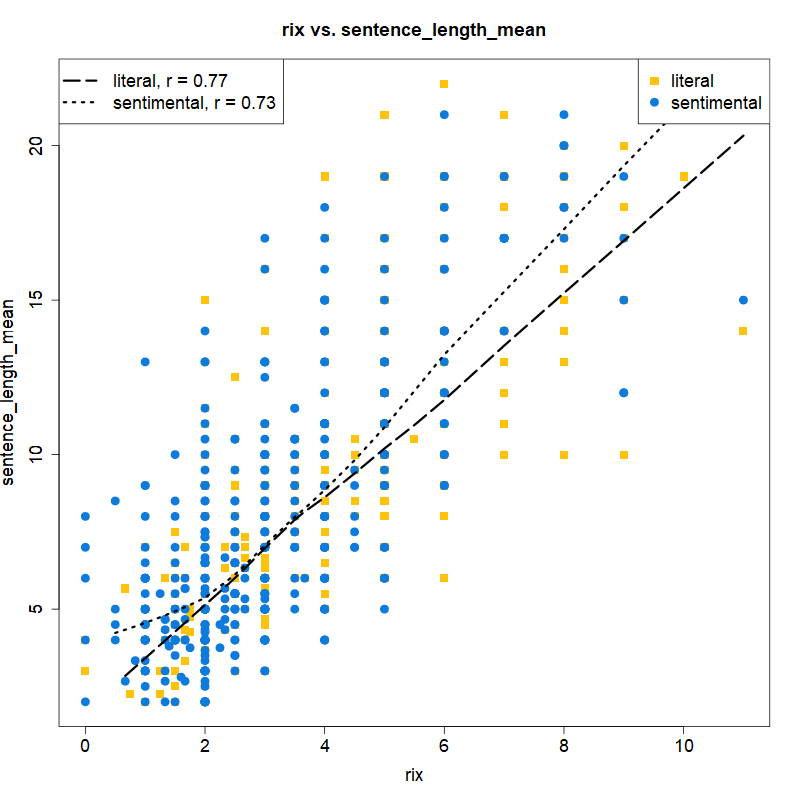 rix vs. sentence_length_mean
literal, r = 0.77
sentimental, r = 0.73
literal
sentimental
sentence_length_mean
20
15
10
5
0 2 4 6 8 10
rix